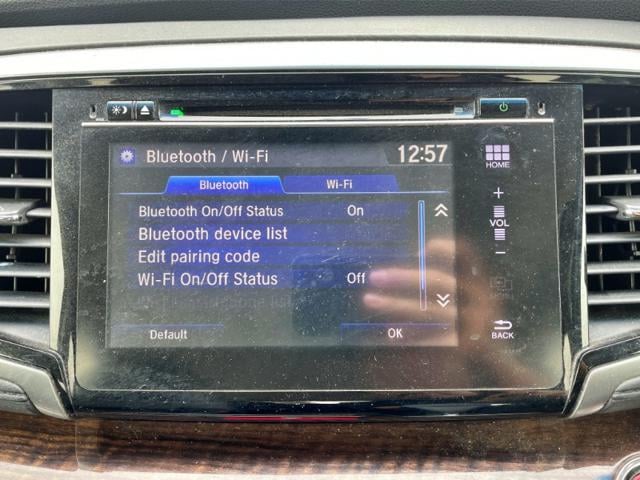 Bluetooth / Wi-Fi 12:57
HOME
Bluetooth Wi-Fi
+
VOL
-
Bluetooth On/Off Status On
Bluetooth device list
Edit pairing code
Wi-Fi On/Off Status Off
Default OK
BACK